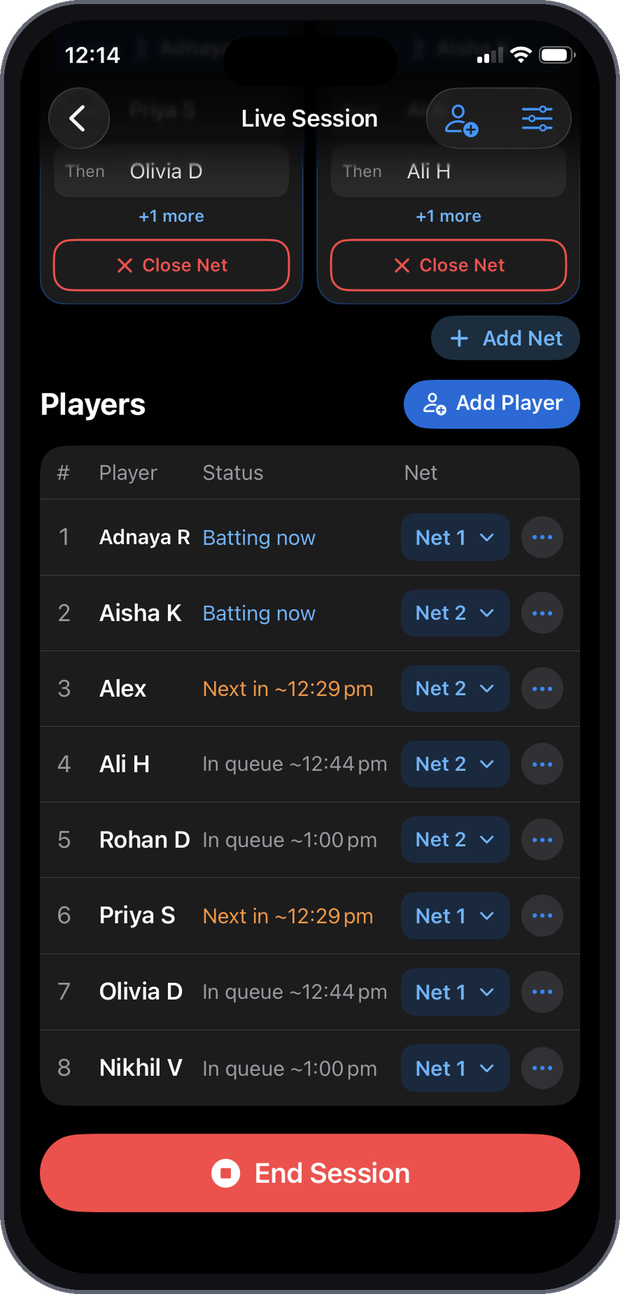 12:14
Live Session
Priya S
Then Olivia D
Then Ali H
+1 more
+1 more
Close Net
Close Net
Add Net
Players
Add Player
# Player Status Net
1 Adnaya R Batting now Net 1
2 Aisha K Batting now Net 2
3 Alex Next in ~12:29 pm Net 2
4 Ali H In queue ~12:44 pm Net 2
5 Rohan D In queue ~1:00 pm Net 2
6 Priya S Next in ~12:29 pm Net 1
7 Olivia D In queue ~12:44 pm Net 1
8 Nikhil V In queue ~1:00 pm Net 1
End Session